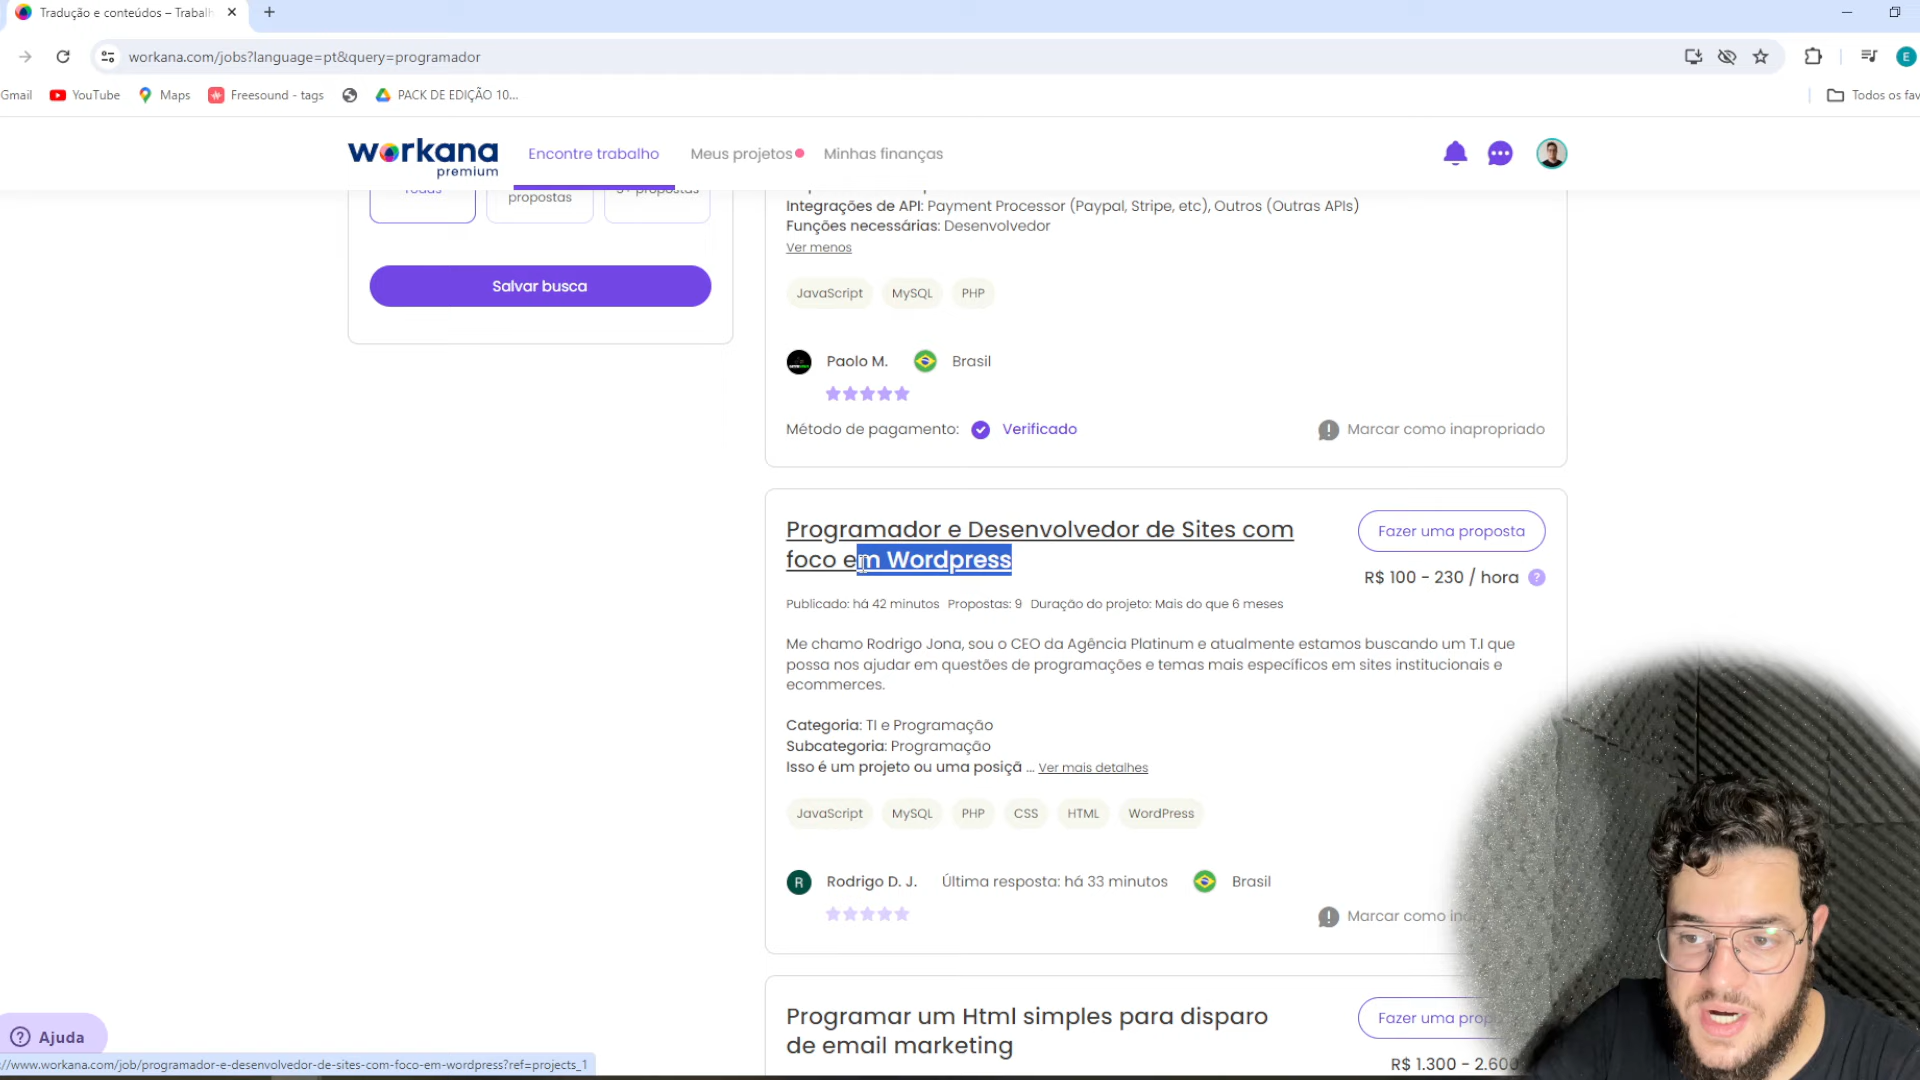 Tradução e conteúdos – Trabalh
workana.com/jobs?language=pt&query=programador
E
Gmail
YouTube
Maps
Freesound - tags
PACK DE EDIÇÃO 10...
Todos os fav
workana
premium
Encontre trabalho
Meus projetos
Minhas finanças
Todas
propostas
5+ propostas
Salvar busca
Integrações de API: Payment Processor (Paypal, Stripe, etc), Outros (Outras APIs)
Funções necessárias: Desenvolvedor
Ver menos
JavaScript
MySQL
PHP
Paolo M.
Brasil
Método de pagamento:
Verificado
Marcar como inapropriado
Programador e Desenvolvedor de Sites com
foco em Wordpress
Fazer uma proposta
R$ 100 - 230 / hora
?
Publicado: há 42 minutos Propostas: 9 Duração do projeto: Mais do que 6 meses
Me chamo Rodrigo Jona, sou o CEO da Agência Platinum e atualmente estamos buscando um T.I que
possa nos ajudar em questões de programações e temas mais específicos em sites institucionais e
ecommerces.
Categoria: TI e Programação
Subcategoria: Programação
Isso é um projeto ou uma posiçã ... Ver mais detalhes
JavaScript
MySQL
PHP
CSS
HTML
WordPress
R
Rodrigo D. J.
Última resposta: há 33 minutos
Brasil
Marcar como ina
Programar um Html simples para disparo
de email marketing
Fazer uma prop
R$ 1.300 - 2.600
? Ajuda
://www.workana.com/job/programador-e-desenvolvedor-de-sites-com-foco-em-wordpress?ref=projects_1